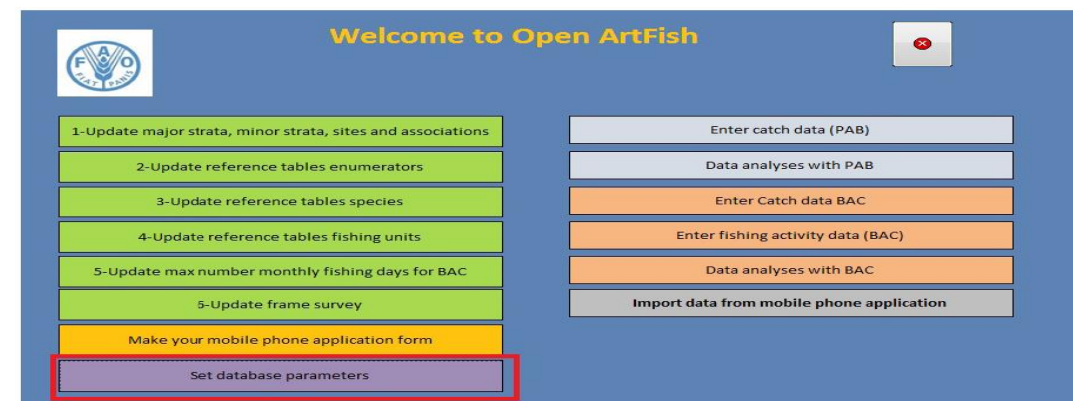 Welcome to Open ArtFish
F A O
FIAT PANIS
1-Update major strata, minor strata, sites and associations
2-Update reference tables enumerators
3-Update reference tables species
4-Update reference tables fishing units
5-Update max number monthly fishing days for BAC
5-Update frame survey
Make your mobile phone application form
Set database parameters
Enter catch data (PAB)
Data analyses with PAB
Enter Catch data BAC
Enter fishing activity data (BAC)
Data analyses with BAC
Import data from mobile phone application